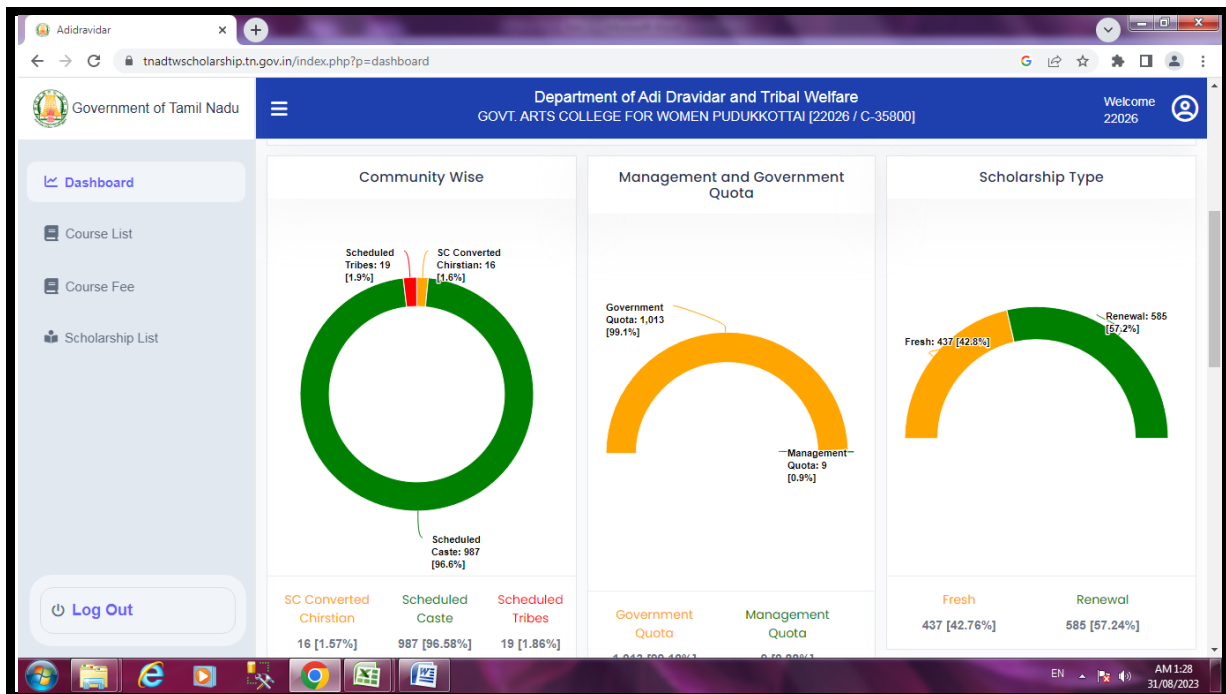 Adidravidar
tnadtwscholarship.tn.gov.in/index.php?p=dashboard
G
Government of Tamil Nadu
Department of Adi Dravidar and Tribal Welfare
GOVT. ARTS COLLEGE FOR WOMEN PUDUKKOTTAI [22026 / C-35800]
Welcome
22026
Dashboard
Course List
Course Fee
Scholarship List
Log Out
Community Wise
Scheduled
Tribes: 19
[1.9%]
SC Converted
Chirstian: 16
[1.6%]
Scheduled
Caste: 987
[96.6%]
SC Converted
Chirstian
16 [1.57%]
Scheduled
Caste
987 [96.58%]
Scheduled
Tribes
19 [1.86%]
Management and Government
Quota
Government
Quota: 1,013
[99.1%]
Management
Quota: 9
[0.9%]
Government
Quota
Management
Quota
Scholarship Type
Fresh: 437 [42.8%]
Renewal: 585
[57.2%]
Fresh
437 [42.76%]
Renewal
585 [57.24%]
EN
AM 1:28
31/08/2023